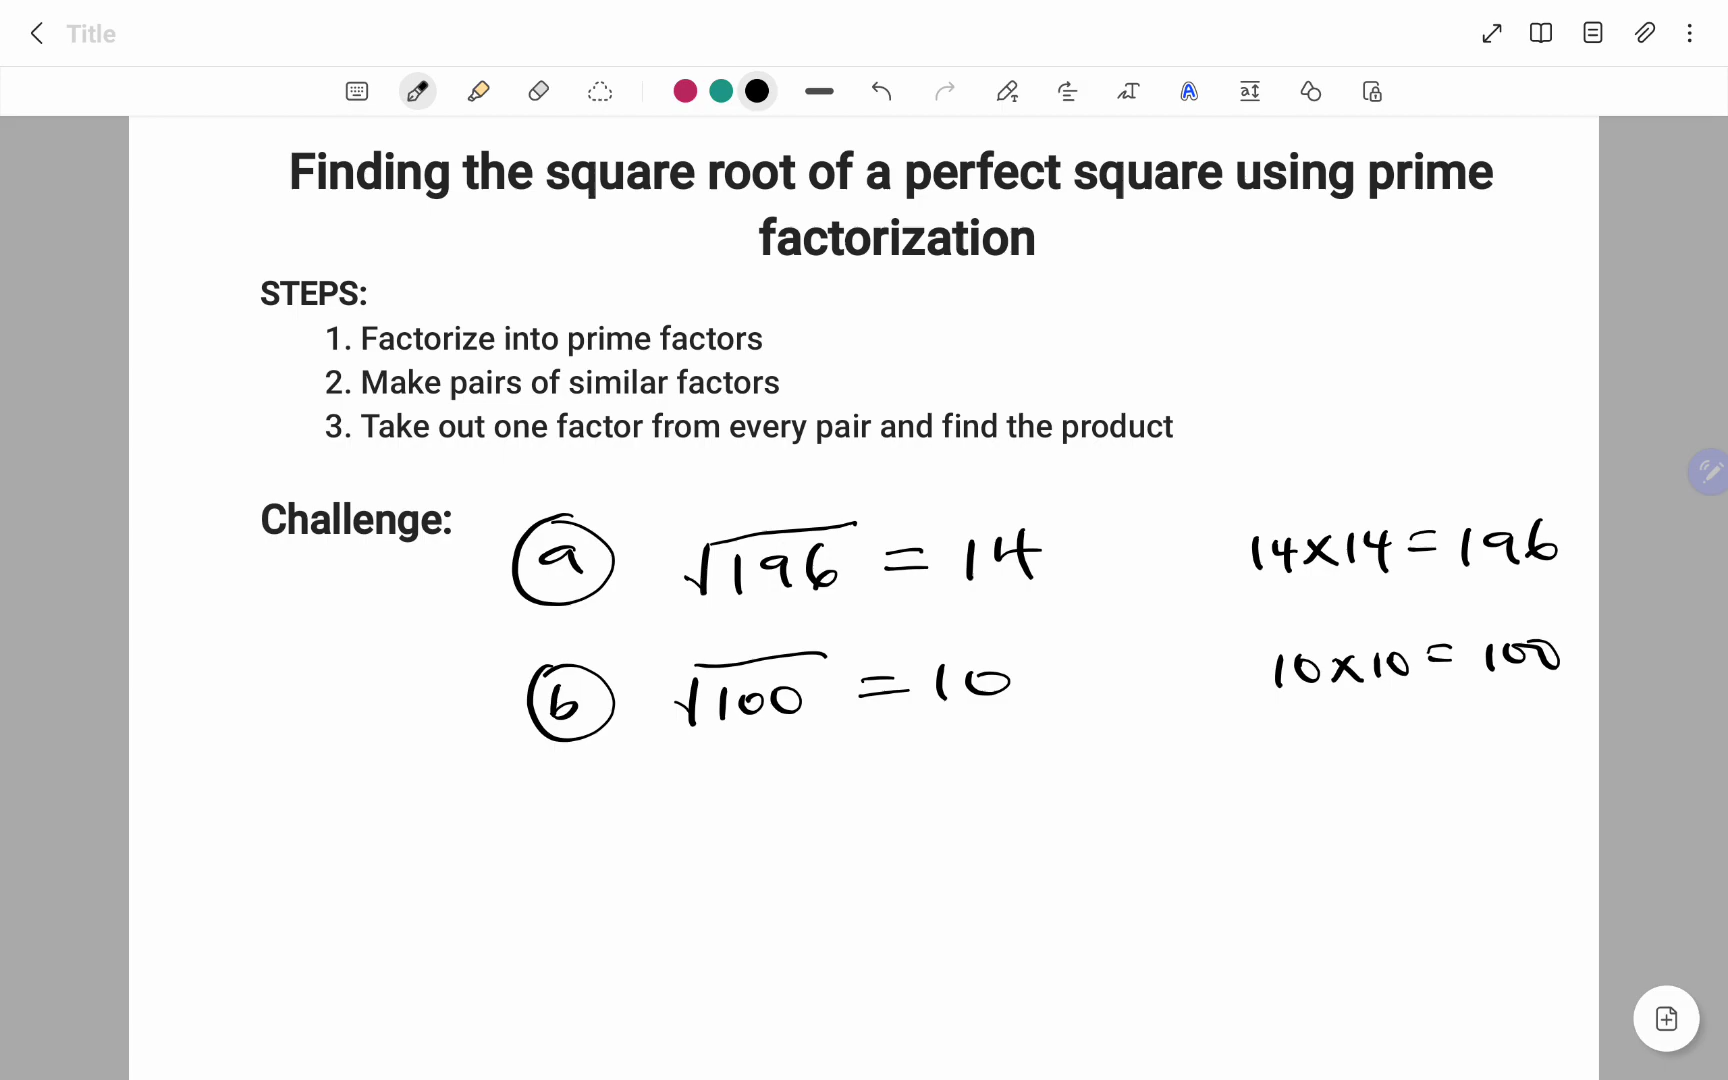 Title
Finding the square root of a perfect square using prime
factorization
STEPS:
1. Factorize into prime factors
2. Make pairs of similar factors
3. Take out one factor from every pair and find the product
Challenge:
a √196 = 14 14×14=196
b √100 = 10 10×10=100